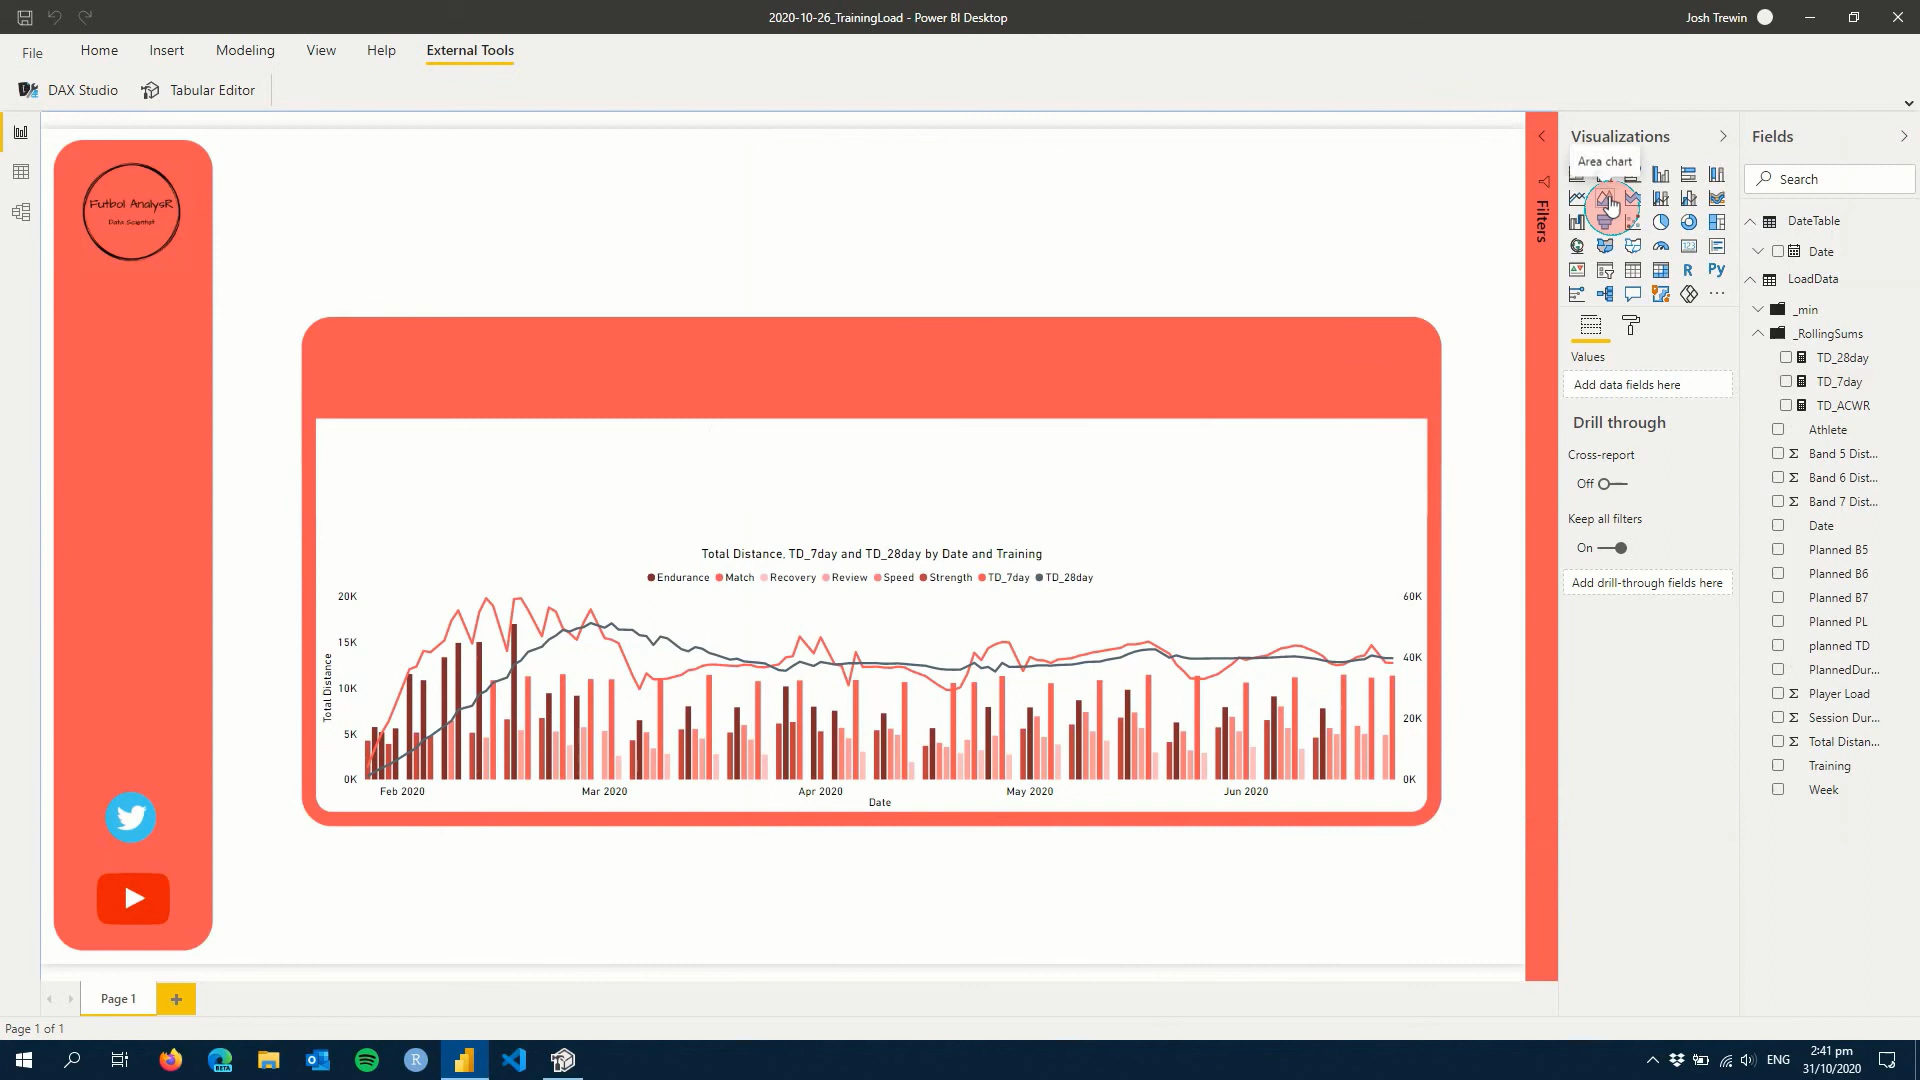 2020-10-26_TrainingLoad - Power BI Desktop
Josh Trewin
File
Home
Insert
Modeling
View
Help
External Tools
DAX Studio
Tabular Editor
Futbol AnalysR
Data Scientist
Total Distance, TD_7day and TD_28day by Date and Training
Endurance Match Recovery Review Speed Strength TD_7day TD_28day
20K
15K
10K
5K
0K
Total Distance
60K
40K
20K
0K
Feb 2020
Mar 2020
Apr 2020
May 2020
Jun 2020
Date
Filters
Visualizations
Area chart
123
R
Py
Values
Add data fields here
Drill through
Cross-report
Off
Keep all filters
On
Add drill-through fields here
Fields
Search
DateTable
Date
LoadData
_min
_RollingSums
TD_28day
TD_7day
TD_ACWR
Athlete
Σ Band 5 Dist...
Σ Band 6 Dist...
Σ Band 7 Dist...
Date
Planned B5
Planned B6
Planned B7
Planned PL
planned TD
PlannedDur...
Σ Player Load
Σ Session Dur...
Σ Total Distan...
Training
Week
Page 1
Page 1 of 1
BETA
R
ENG
2:41 pm
31/10/2020